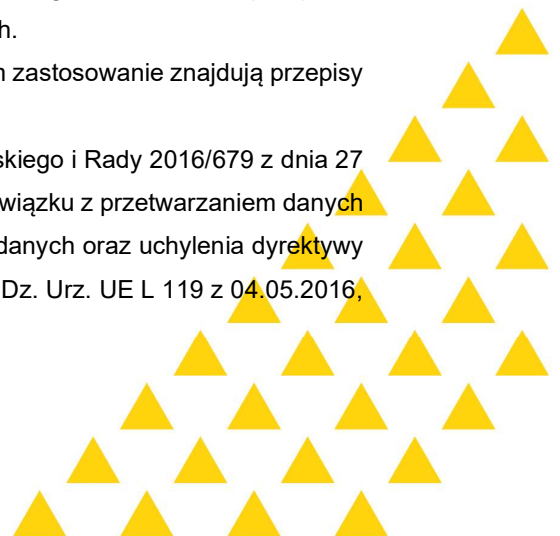 h.
zastosowanie znajdują przepisy
skiego i Rady 2016/679 z dnia 27
wiązku z przetwarzaniem danych
danych oraz uchylenia dyrektywy
Dz. Urz. UE L 119 z 04.05.2016,